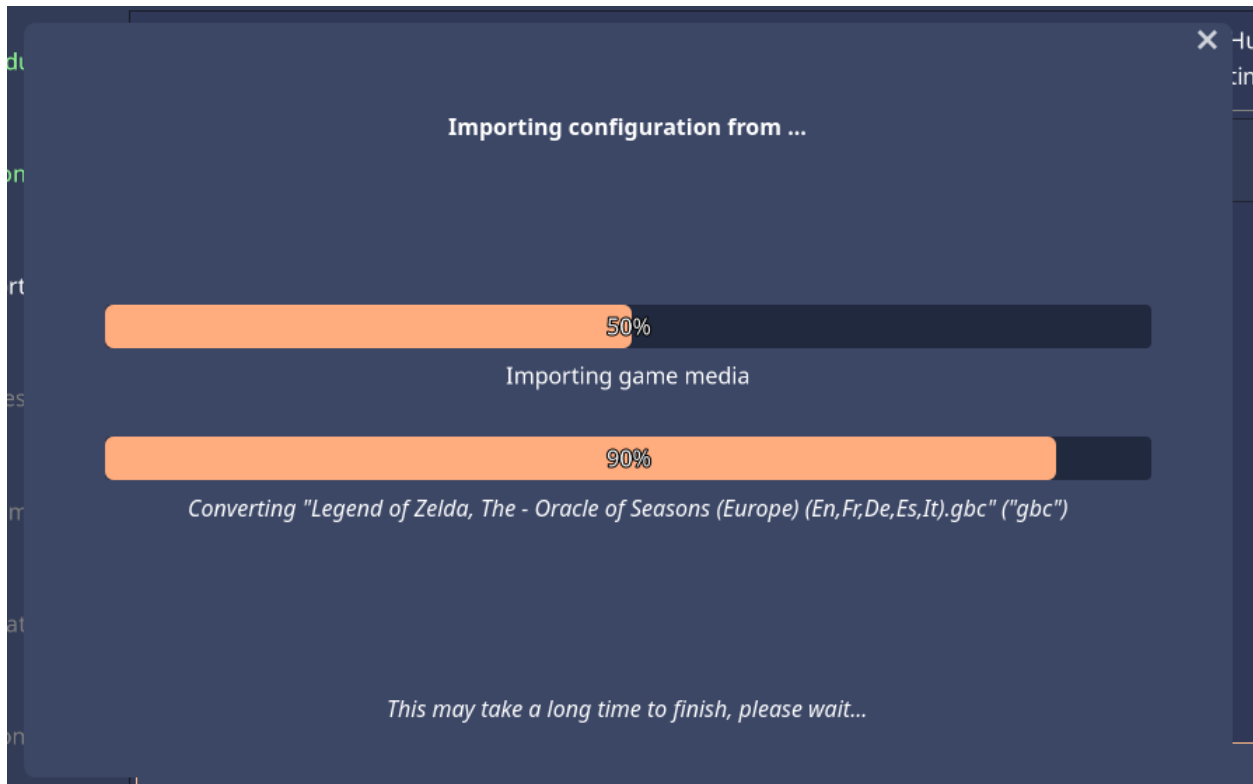 Importing configuration from ...
50%
Importing game media
90%
Converting "Legend of Zelda, The - Oracle of Seasons (Europe) (En,Fr,De,Es,It).gbc" ("gbc")
This may take a long time to finish, please wait...